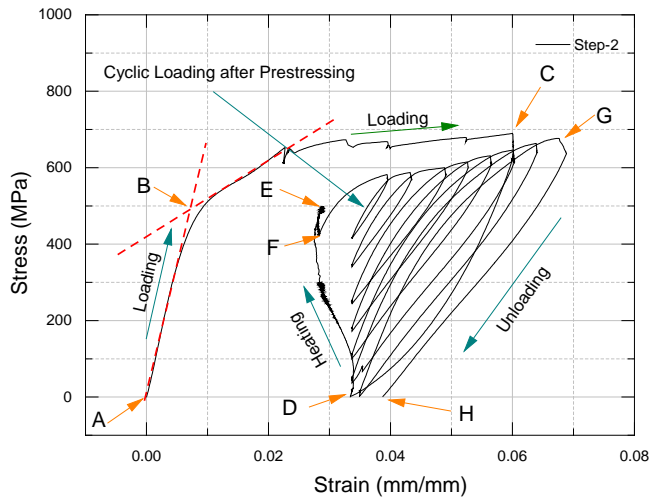 1000
Step-2
C
Cyclic Loading after Prestressing
Loading
G
800
600
B
E
Stress (MPa)
F
400
Loading
Heating
Unloading
200
0
A
D
H
0.00
0.02
0.04
0.06
0.08
Strain (mm/mm)